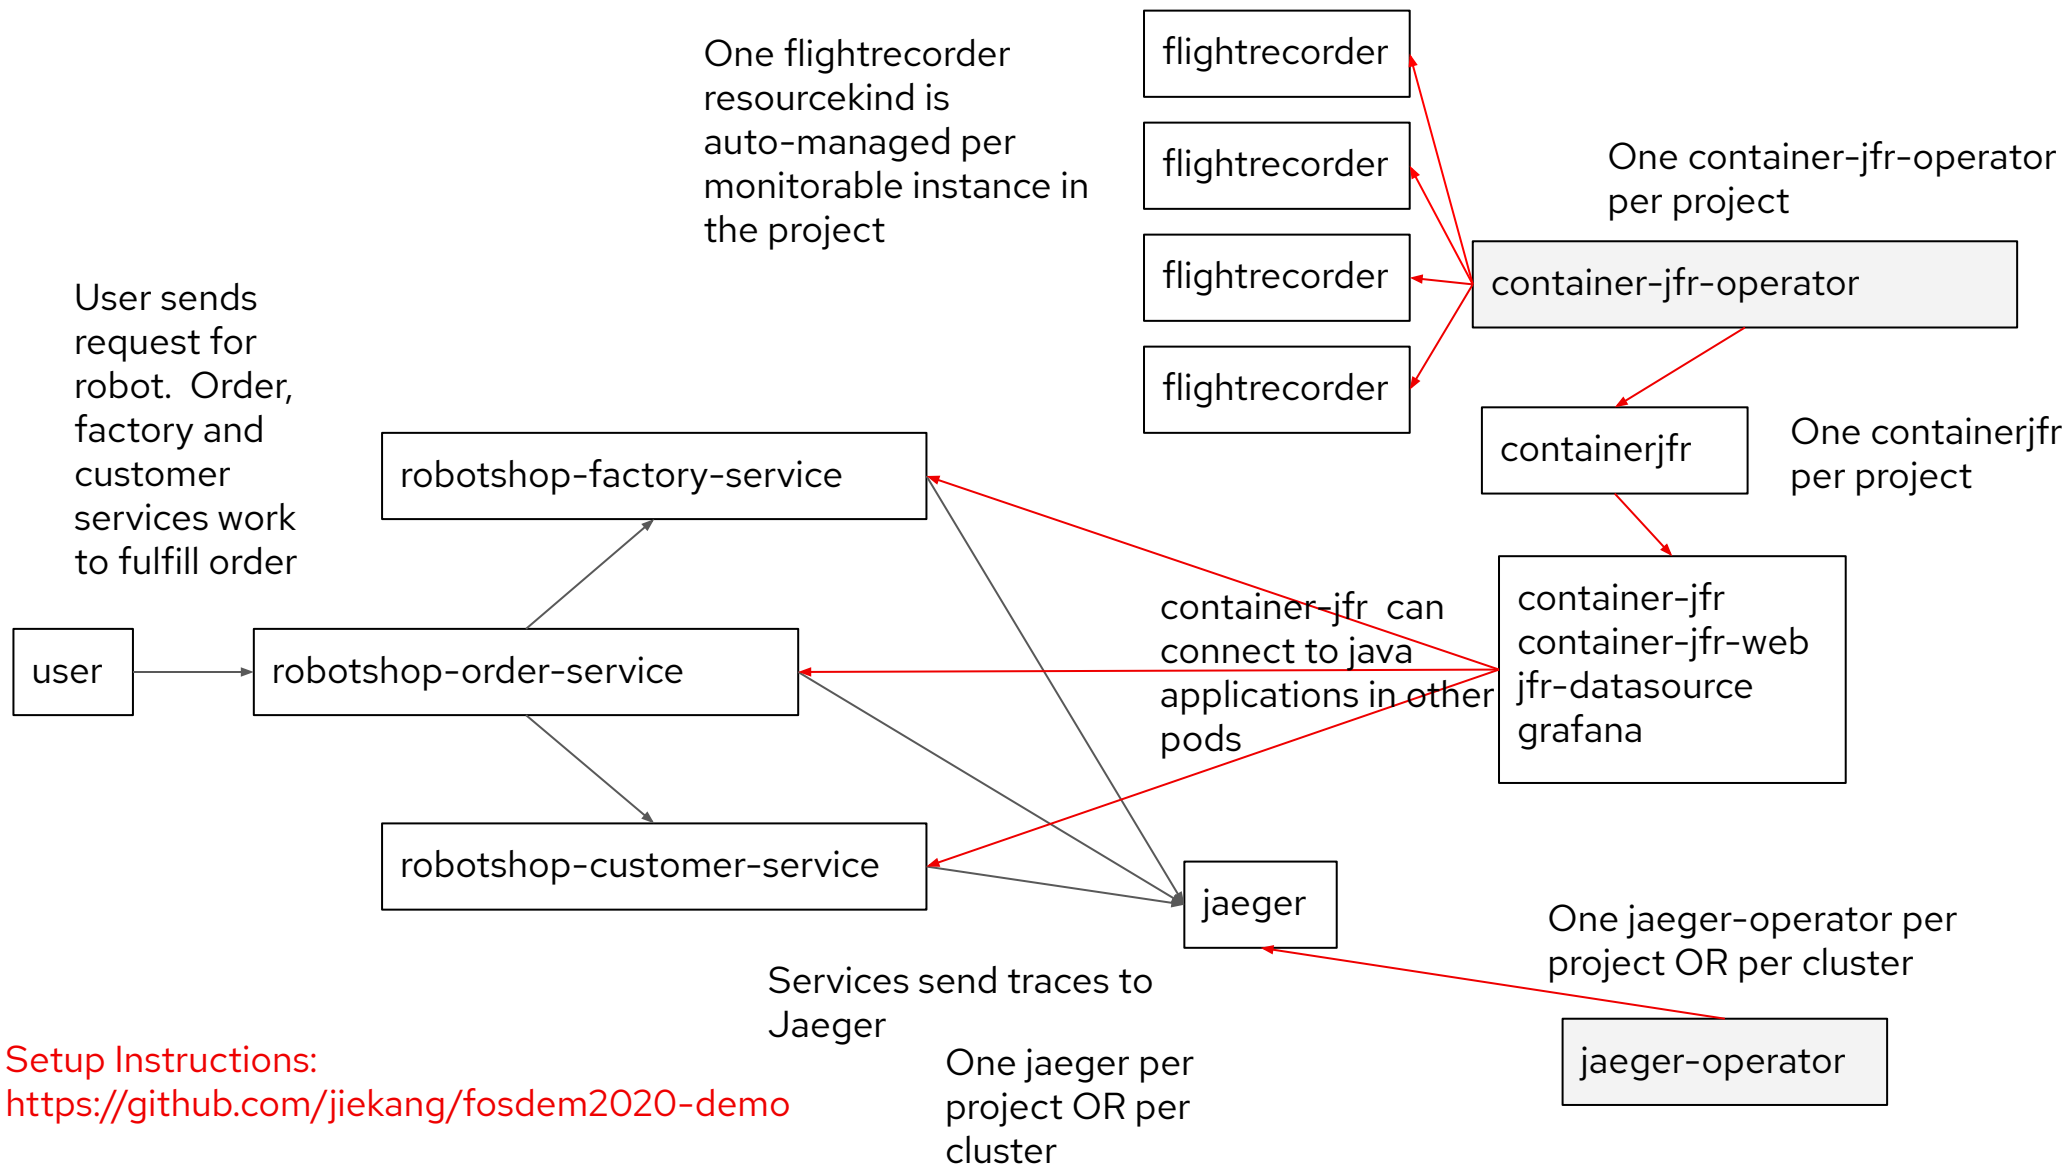 One flightrecorder
resourcekind is
auto-managed per
monitorable instance in
the project
flightrecorder
flightrecorder
flightrecorder
flightrecorder
One container-jfr-operator
per project
container-jfr-operator
containerjfr
One containerjfr
per project
User sends
request for
robot.  Order,
factory and
customer
services work
to fulfill order
robotshop-factory-service
user
robotshop-order-service
robotshop-customer-service
container-jfr  can
connect to java
applications in other
pods
container-jfr
container-jfr-web
jfr-datasource
grafana
jaeger
One jaeger-operator per
project OR per cluster
jaeger-operator
Services send traces to
Jaeger
One jaeger per
project OR per
cluster
Setup Instructions:
https://github.com/jiekang/fosdem2020-demo